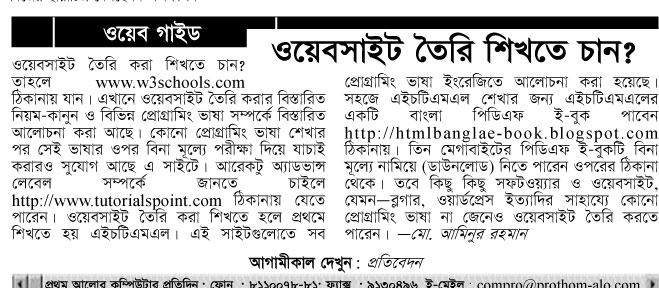 ওয়েব গাইড
ওয়েবসাইট তৈরি শিখতে চান?
ওয়েবসাইট তৈরি করা শিখতে চান?
তাহলে www.w3schools.com
ঠিকানায় যান। এখানে ওয়েবসাইট তৈরি করার বিস্তারিত
নিয়ম-কানুন ও বিভিন্ন প্রোগ্রামিং ভাষা সম্পর্কে বিস্তারিত
আলোচনা করা আছে। কোনো প্রোগ্রামিং ভাষা শেখার
পর সেই ভাষার ওপর বিনা মূল্যে পরীক্ষা দিয়ে যাচাই
করারও সুযোগ আছে এ সাইটে। আরেকটু অ্যাডভান্স
লেবেল সম্পর্কে জানতে চাইলে
http://www.tutorialspoint.com ঠিকানায় যেতে
পারেন। ওয়েবসাইট তৈরি করা শিখতে হলে প্রথমে
শিখতে হয় এইচটিএমএল। এই সাইটগুলোতে সব
প্রোগ্রামিং ভাষা ইংরেজিতে আলোচনা করা হয়েছে।
সহজে এইচটিএমএল শেখার জন্য এইচটিএমএলের
একটি বাংলা পিডিএফ ই-বুক পাবেন
http://htmlbanglae-book.blogspot.com
ঠিকানায়। তিন মেগাবাইটের পিডিএফ ই-বুকটি বিনা
মূল্যে নামিয়ে (ডাউনলোড) নিতে পারেন ওপরের ঠিকানা
থেকে। তবে কিছু কিছু সফটওয়্যার ও ওয়েবসাইট,
যেমন—ব্লগার, ওয়ার্ডপ্রেস ইত্যাদির সাহায্যে কোনো
প্রোগ্রামিং ভাষা না জেনেও ওয়েবসাইট তৈরি করতে
পারেন। —মো. আমিনুর রহমান
আগামীকাল দেখুন : প্রতিবেদন
প্রথম আলোর কম্পিউটার প্রতিদিন : ফোন : ৮১১০০৭৮-৮১; ফ্যাক্স : ৯১৩০৪৯৬ ই-মেইল : compro@prothom-alo.com